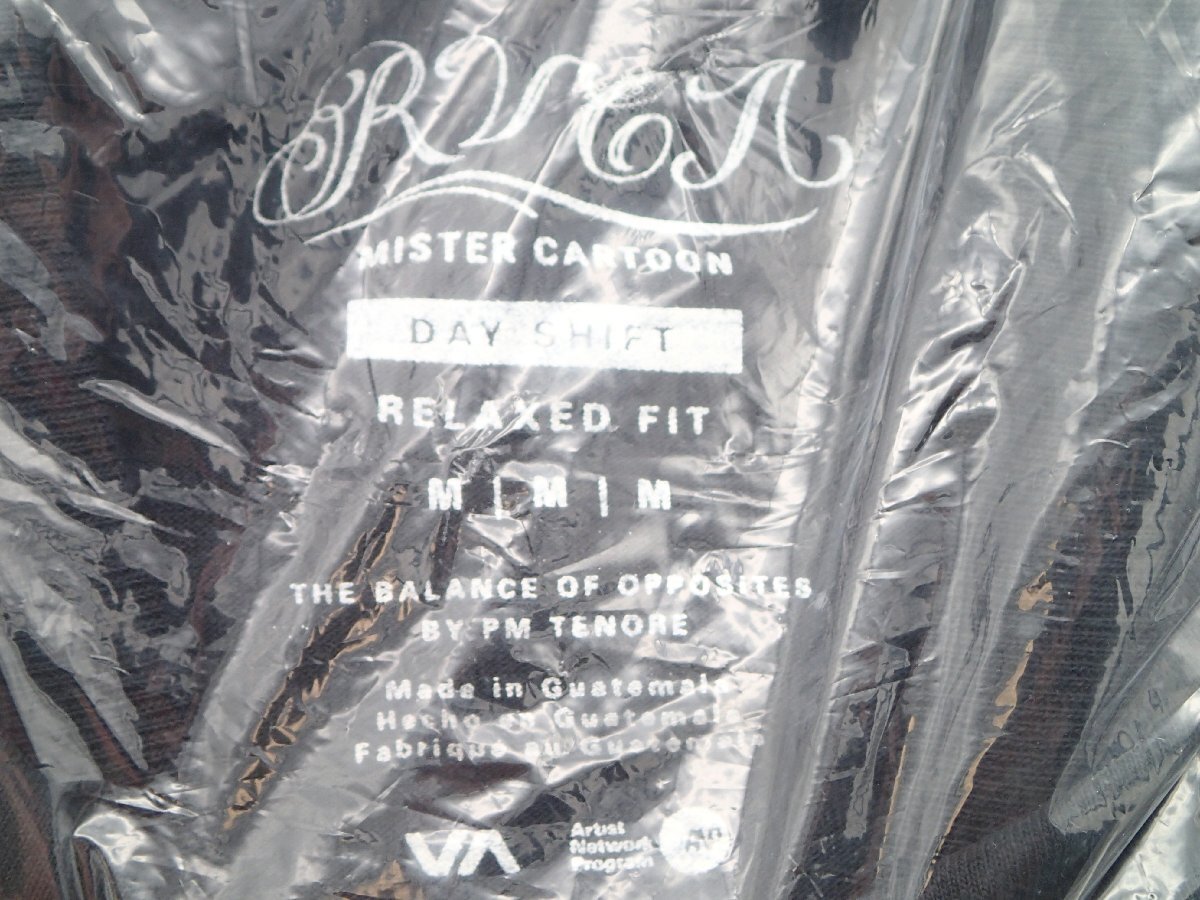 RVCA
MISTER CARTOON
DAY SHIFT
RELAXED FIT
M | M | M
THE BALANCE OF OPPOSITES
BY PM TENORE
Made in Guatemala
Hecho en Guatemala
Fabrique au Guatemala
VA
Artist
Network
Program